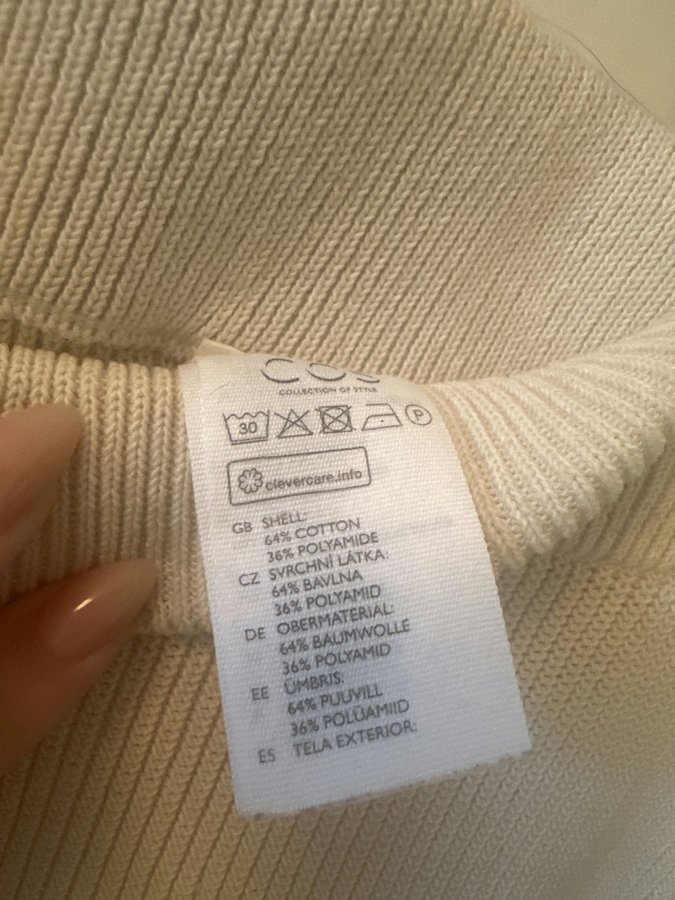 COS
COLLECTION OF STYLE
30 P
clevercare.info
GB SHELL:
64% COTTON
36% POLYAMIDE
CZ SVRCHNÍ LÁTKA:
64% BAVLNA
36% POLYAMID
DE OBERMATERIAL:
64% BAUMWOLLE
36% POLYAMID
EE ÜMBRIS:
64% PUUVILL
36% POLÜAMIID
ES TELA EXTERIOR: